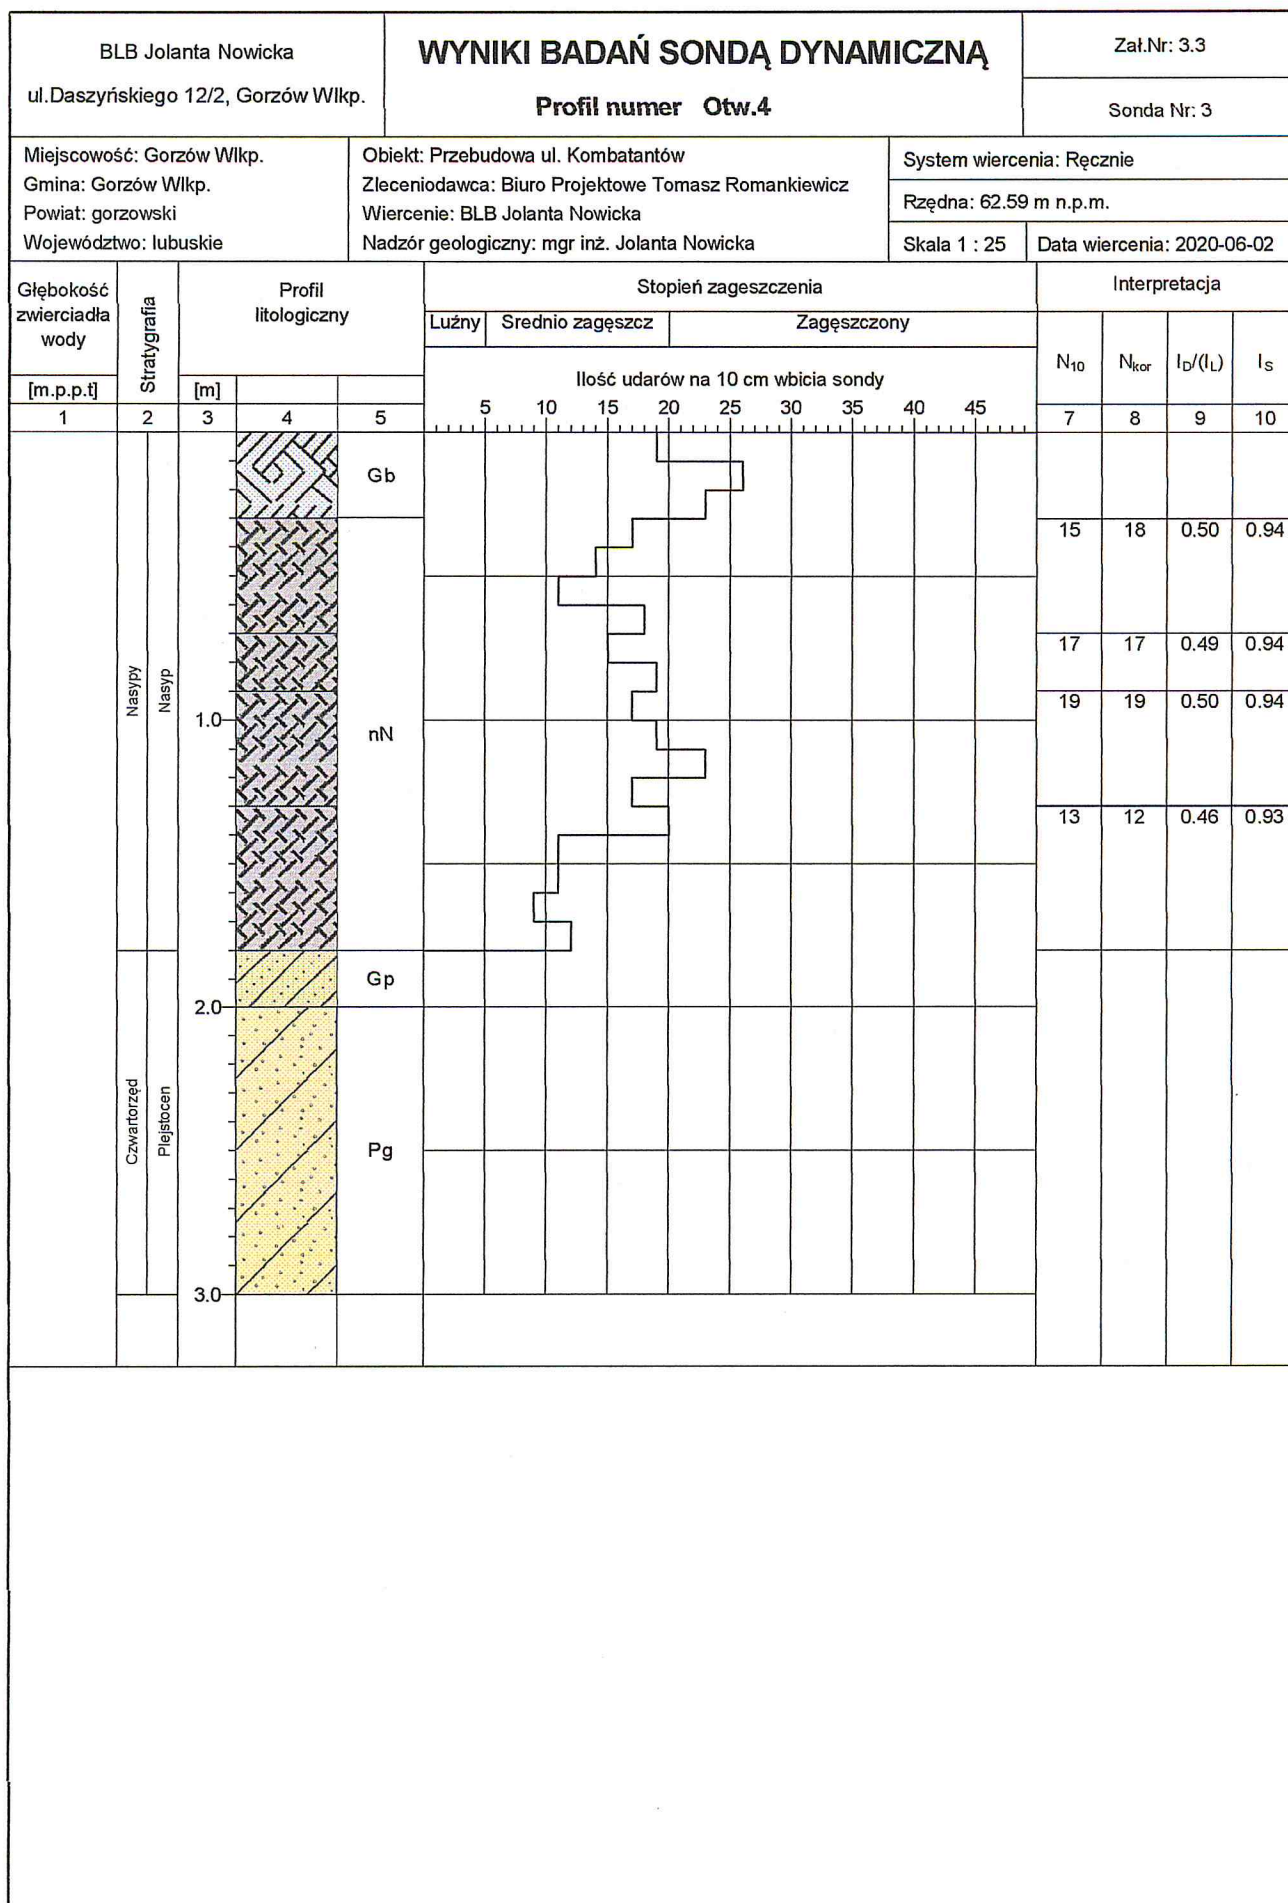 BLB Jolanta Nowicka
ul.Daszyńskiego 12/2, Gorzów Wlkp.
WYNIKI BADAŃ SONDĄ DYNAMICZNĄ
Profil numer Otw.4
Zał.Nr: 3.3
Sonda Nr: 3
Miejscowość: Gorzów Wlkp.
Gmina: Gorzów Wlkp.
Powiat: gorzowski
Województwo: lubuskie
Obiekt: Przebudowa ul. Kombatantów
Zleceniodawca: Biuro Projektowe Tomasz Romankiewicz
Wiercenie: BLB Jolanta Nowicka
Nadzór geologiczny: mgr inż. Jolanta Nowicka
System wiercenia: Ręcznie
Rzędna: 62.59 m n.p.m.
Skala 1 : 25
Data wiercenia: 2020-06-02
Głębokość
zwierciadła
wody
[m.p.p.t]
Stratygrafia
Profil
litologiczny
[m]
Stopień zageszczenia
Luźny
Srednio zagęszcz
Zagęszczony
Ilość udarów na 10 cm wbicia sondy
5 10 15 20 25 30 35 40 45
Interpretacja
N10 Nkor ID/(IL) IS
1 2 3 4 5 7 8 9 10
Gb
15 18 0.50 0.94
17 17 0.49 0.94
19 19 0.50 0.94
Nasypy
Nasyp
1.0
nN
13 12 0.46 0.93
Gp
2.0
Czwartorzęd
Plejstocen
Pg
3.0